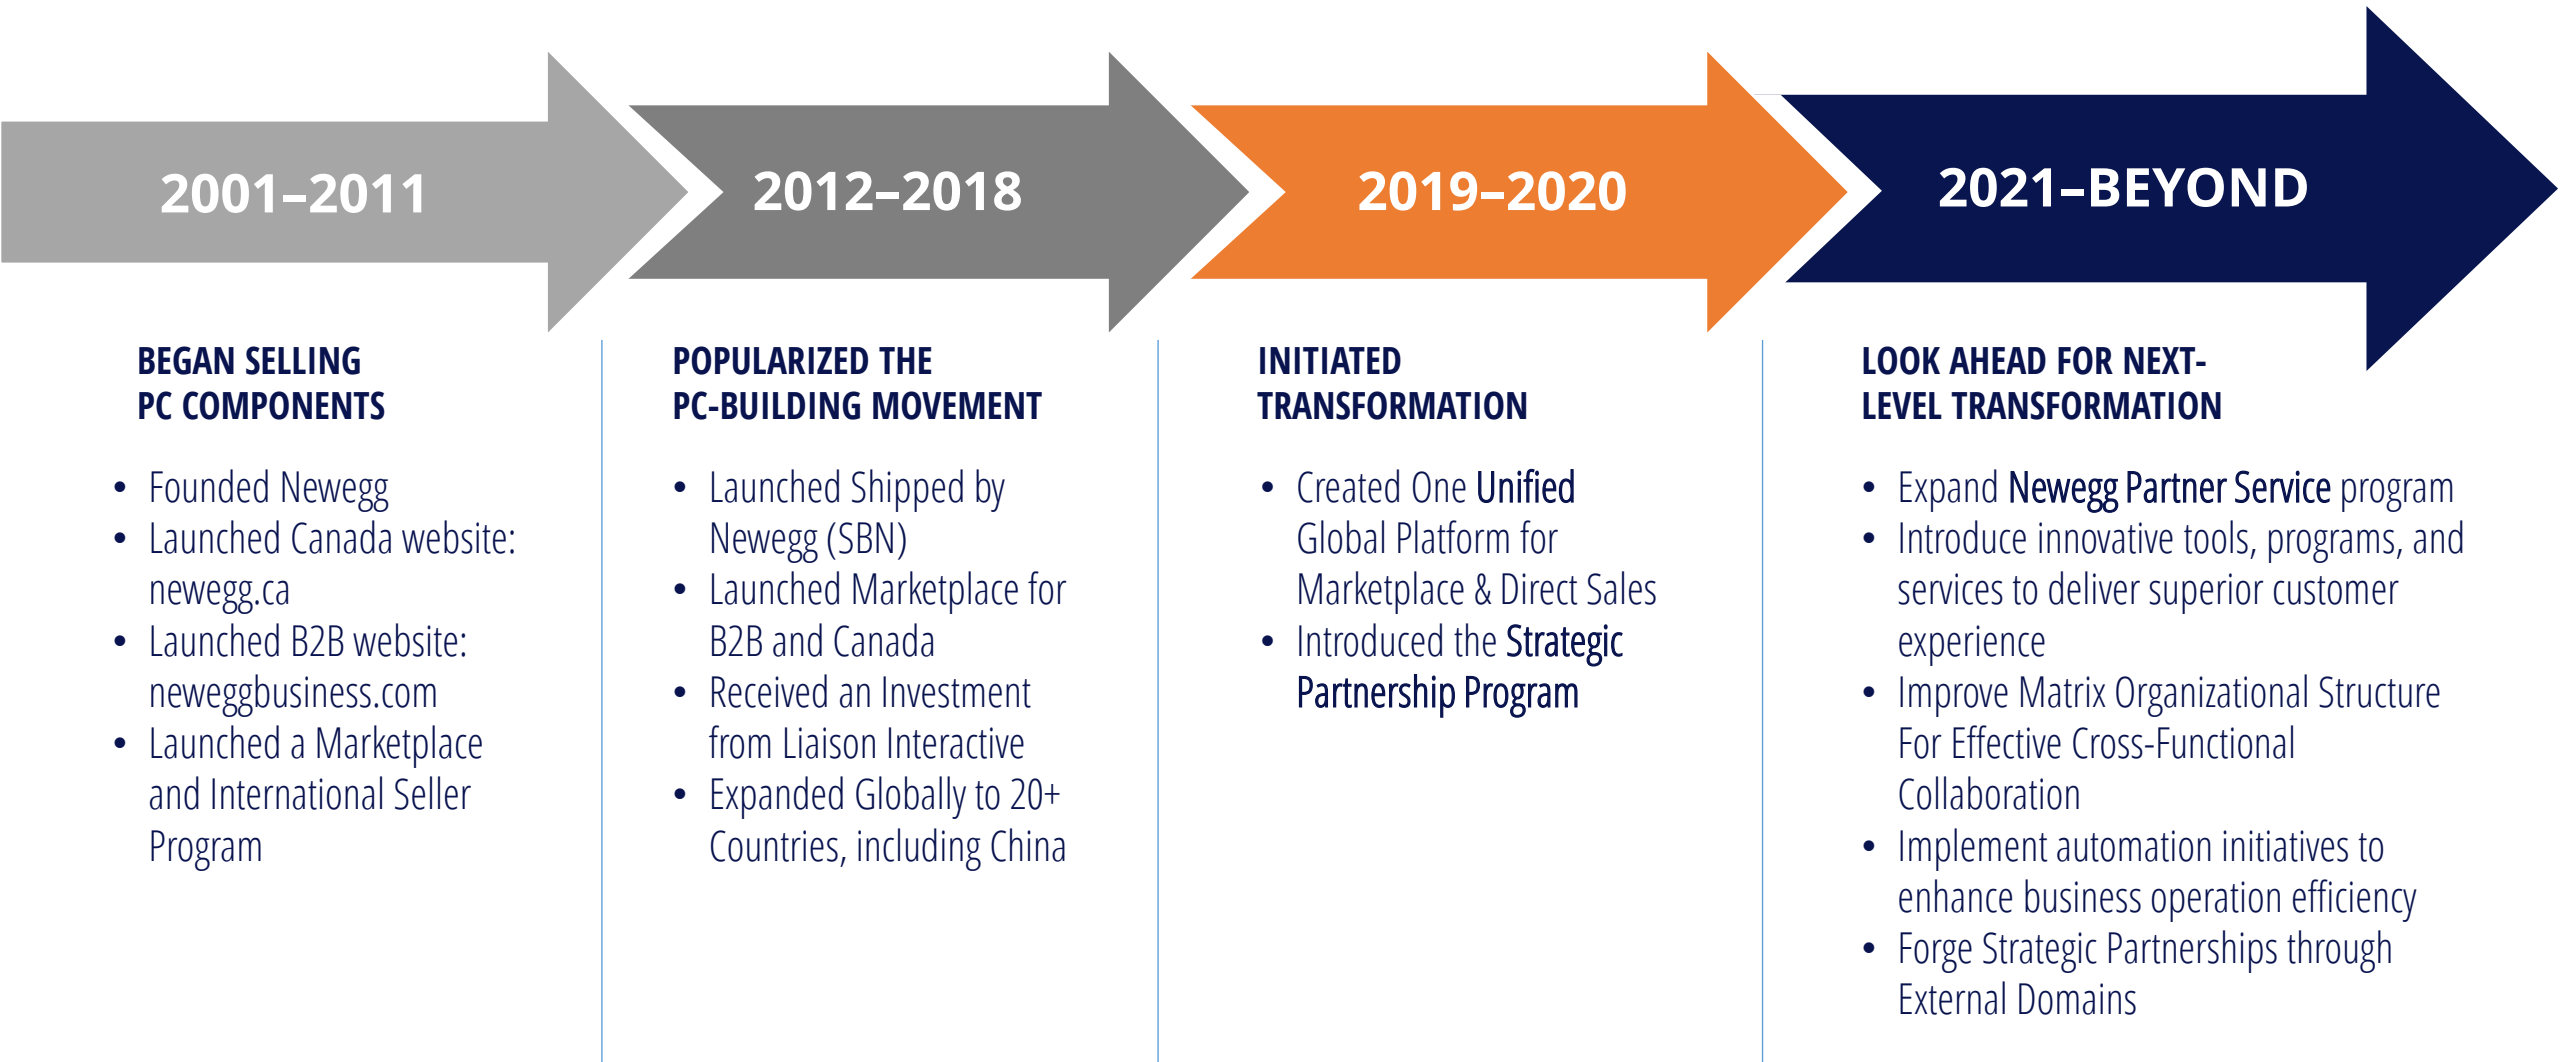 2001–2011
BEGAN SELLING
PC COMPONENTS
• Founded Newegg
• Launched Canada website:
newegg.ca
• Launched B2B website:
neweggbusiness.com
• Launched a Marketplace
and International Seller
Program
2012–2018
POPULARIZED THE
PC-BUILDING MOVEMENT
• Launched Shipped by
Newegg (SBN)
• Launched Marketplace for
B2B and Canada
• Received an Investment
from Liaison Interactive
• Expanded Globally to 20+
Countries, including China
2019–2020
INITIATED
TRANSFORMATION
• Created One Unified
Global Platform for
Marketplace & Direct Sales
• Introduced the Strategic
Partnership Program
2021–BEYOND
LOOK AHEAD FOR NEXT-
LEVEL TRANSFORMATION
• Expand Newegg Partner Service program
• Introduce innovative tools, programs, and
services to deliver superior customer
experience
• Improve Matrix Organizational Structure
For Effective Cross-Functional
Collaboration
• Implement automation initiatives to
enhance business operation efficiency
• Forge Strategic Partnerships through
External Domains